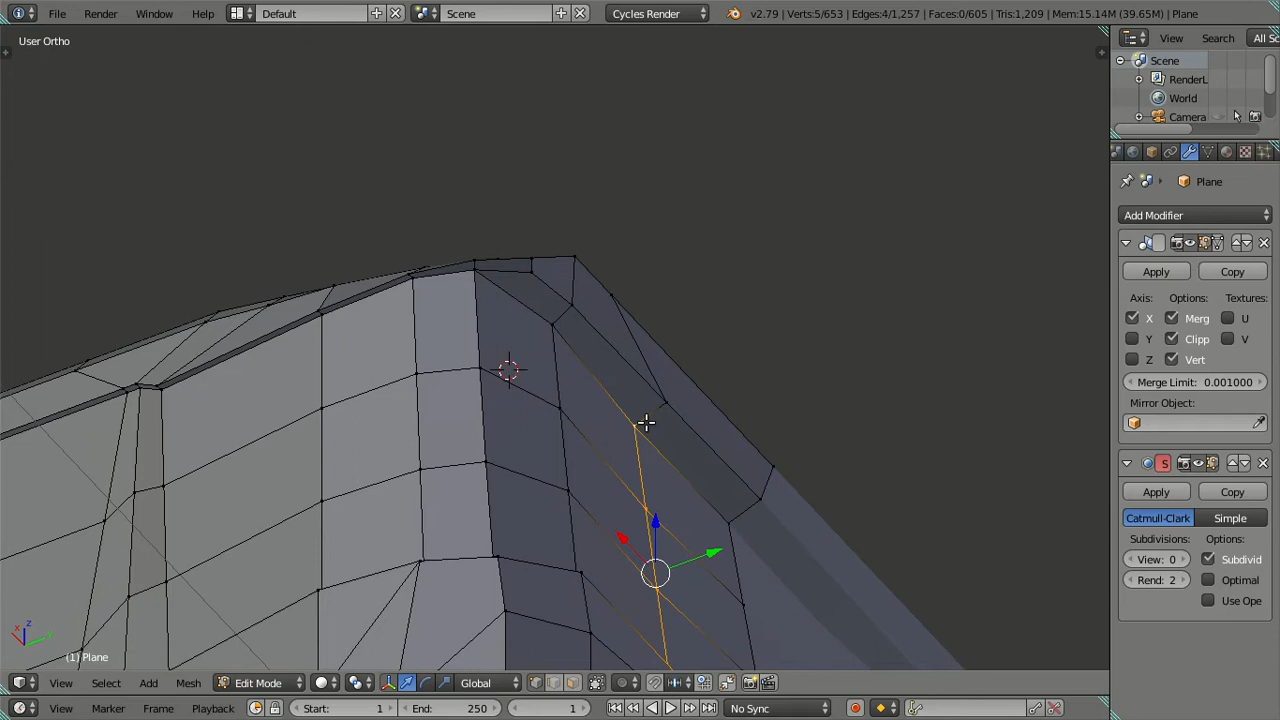 File Render Window Help Default Scene Cycles Render v2.79 | Verts:5/653 | Edges:4/1,257 | Faces:0/605 | Tris:1,209 | Mem:15.14M (39.65M) | Plane
User Ortho
View Search All Sc
Scene
RenderL
World
Camera
Plane
Add Modifier
Apply Copy
Axis: Options: Textures:
X Merg U
Y Clipp V
Z Vert
Merge Limit: 0.001000
Mirror Object:
S
Apply Copy
Catmull-Clark Simple
Subdivisions: Options:
View: 0 Subdivid
Rend: 2 Optimal
Use Ope
(1) Plane
View Select Add Mesh Edit Mode Global
View Marker Frame Playback Start: 1 End: 250 1 No Sync